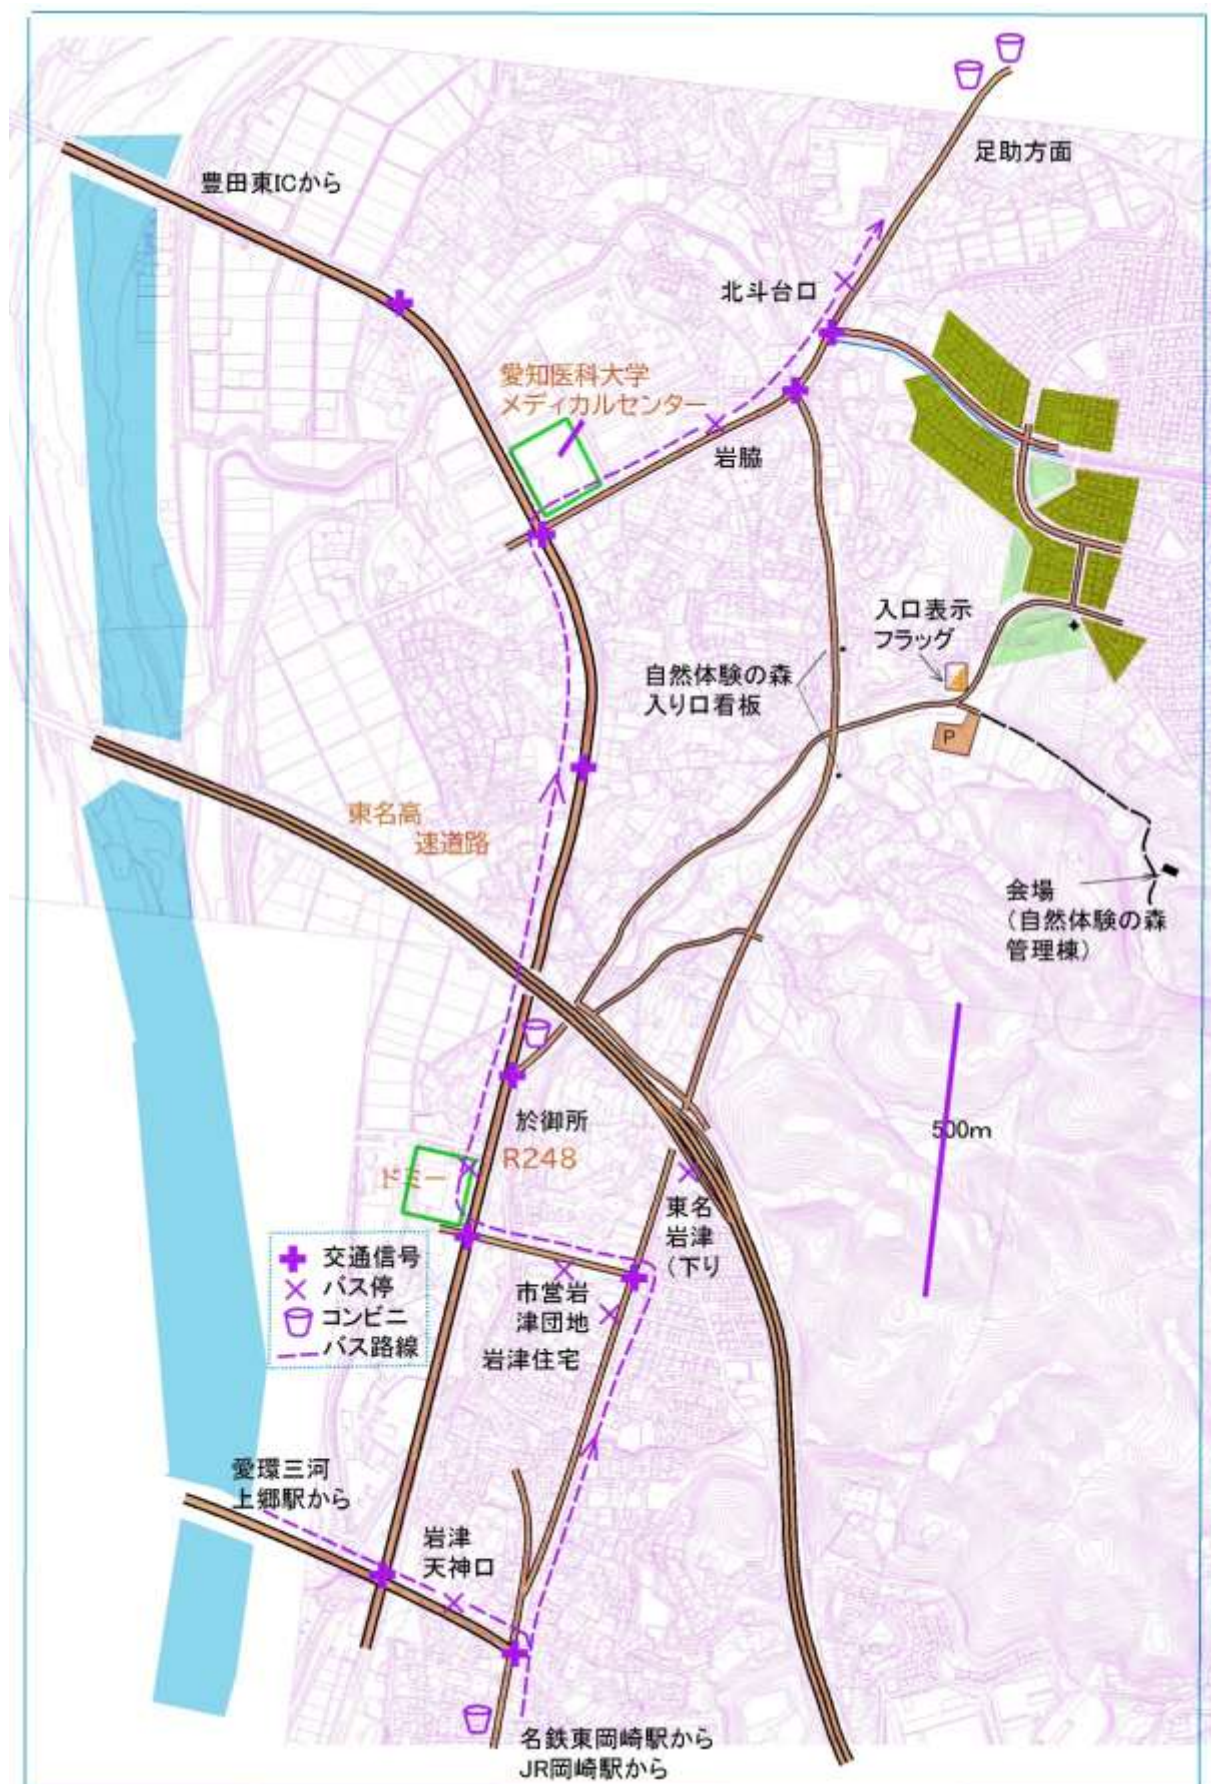 足助方面
豊田東ICから
北斗台口
愛知医科大学
メディカルセンター
岩脇
入口表示
フラッグ
自然体験の森
入り口看板
P
東名高
速道路
会場
(自然体験の森
管理棟)
500m
於御所
R248
ドミー
東名
岩津
(下り
交通信号
バス停
コンビニ
バス路線
市営岩
津団地
岩津住宅
愛環三河
上郷駅から
岩津
天神口
名鉄東岡崎駅から
JR岡崎駅から